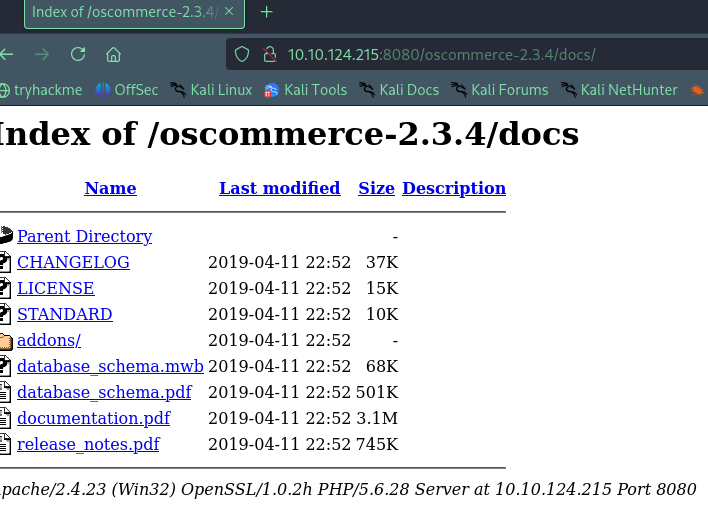 Index of /oscommerce-2.3.4/
10.10.124.215:8080/oscommerce-2.3.4/docs/
tryhackme OffSec Kali Linux Kali Tools Kali Docs Kali Forums Kali NetHunter
Index of /oscommerce-2.3.4/docs
Name Last modified Size Description
Parent Directory -
CHANGELOG 2019-04-11 22:52 37K
LICENSE 2019-04-11 22:52 15K
STANDARD 2019-04-11 22:52 10K
addons/ 2019-04-11 22:52 -
database_schema.mwb 2019-04-11 22:52 68K
database_schema.pdf 2019-04-11 22:52 501K
documentation.pdf 2019-04-11 22:52 3.1M
release_notes.pdf 2019-04-11 22:52 745K
pache/2.4.23 (Win32) OpenSSL/1.0.2h PHP/5.6.28 Server at 10.10.124.215 Port 8080